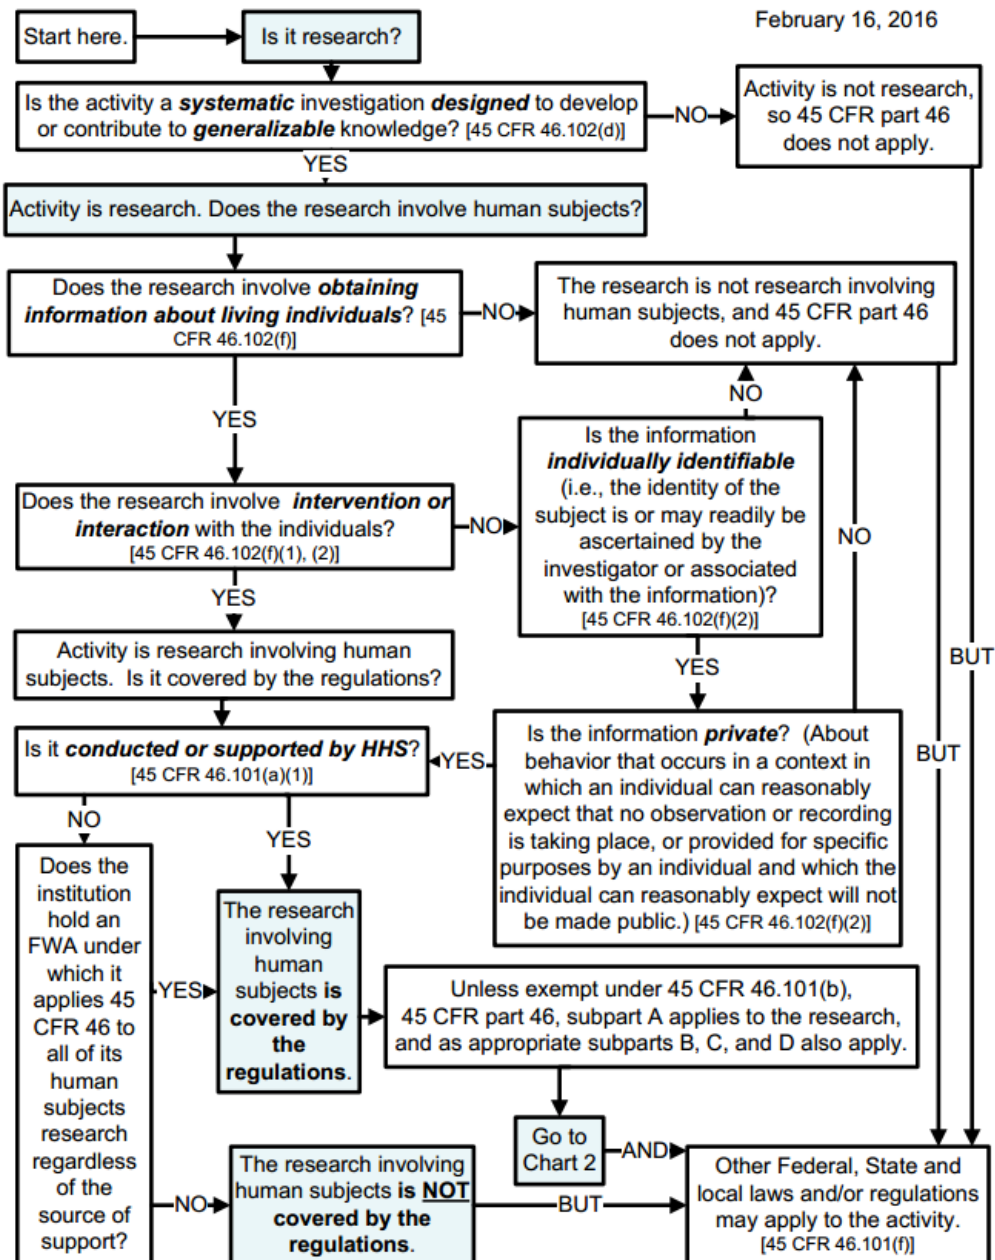 February 16, 2016
Start here.
Is it research?
Is the activity a systematic investigation designed to develop
or contribute to generalizable knowledge? [45 CFR 46.102(d)]
NO
Activity is not research,
so 45 CFR part 46
does not apply.
YES
Activity is research. Does the research involve human subjects?
Does the research involve obtaining
information about living individuals? [45
CFR 46.102(f)]
NO
The research is not research involving
human subjects, and 45 CFR part 46
does not apply.
YES
NO
Is the information
individually identifiable
(i.e., the identity of the
subject is or may readily be
ascertained by the
investigator or associated
with the information)?
[45 CFR 46.102(f)(2)]
NO
Does the research involve intervention or
interaction with the individuals?
[45 CFR 46.102(f)(1), (2)]
NO
YES
YES
BUT
Activity is research involving human
subjects. Is it covered by the regulations?
Is it conducted or supported by HHS?
[45 CFR 46.101(a)(1)]
YES
Is the information private? (About
behavior that occurs in a context in
which an individual can reasonably
expect that no observation or recording
is taking place, or provided for specific
purposes by an individual and which the
individual can reasonably expect will not
be made public.) [45 CFR 46.102(f)(2)]
BUT
NO
YES
Does the
institution
hold an
FWA under
which it
applies 45
CFR 46 to
all of its
human
subjects
research
regardless
of the
source of
support?
YES
The research
involving
human
subjects is
covered by
the
regulations.
Unless exempt under 45 CFR 46.101(b),
45 CFR part 46, subpart A applies to the research,
and as appropriate subparts B, C, and D also apply.
Go to
Chart 2
AND
NO
The research involving
human subjects is NOT
covered by the
regulations.
BUT
Other Federal, State and
local laws and/or regulations
may apply to the activity.
[45 CFR 46.101(f)]